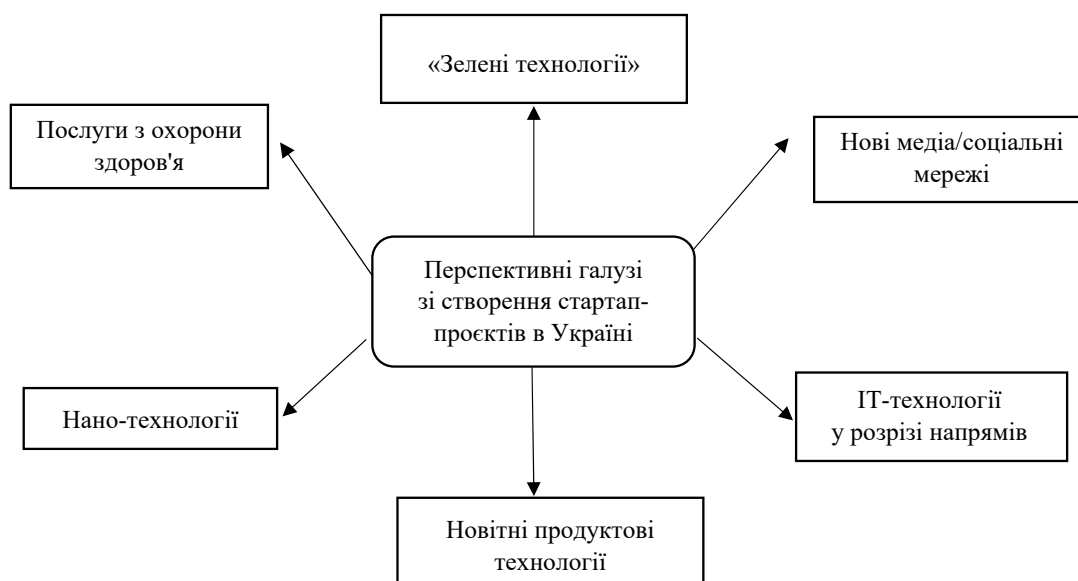 «Зелені технології»
Послуги з охорони
здоров'я
Нові медіа/соціальні
мережі
Перспективні галузі
зі створення стартап-
проєктів в Україні
Нано-технології
ІТ-технології
у розрізі напрямів
Новітні продуктові
технології